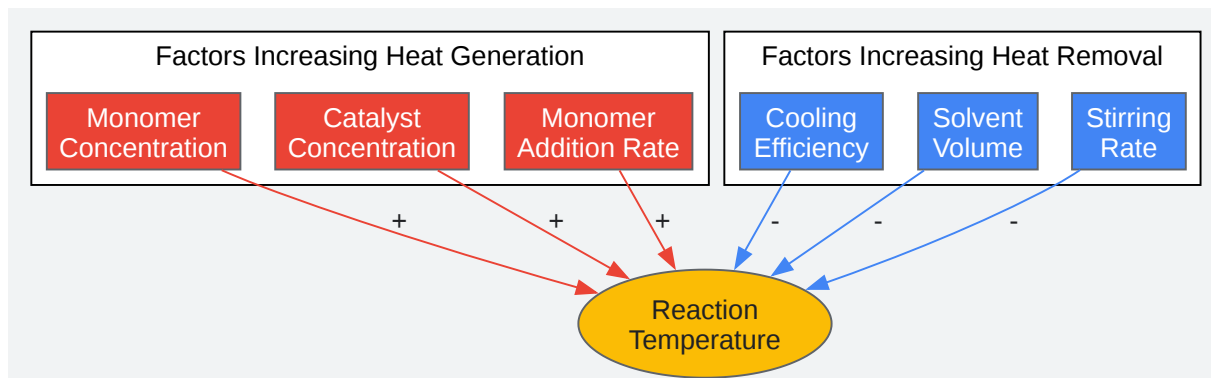 Factors Increasing Heat Generation
Factors Increasing Heat Removal
Monomer
Concentration
Catalyst
Concentration
Monomer
Addition Rate
Cooling
Efficiency
Solvent
Volume
Stirring
Rate
+
+
+
-
-
-
Reaction
Temperature